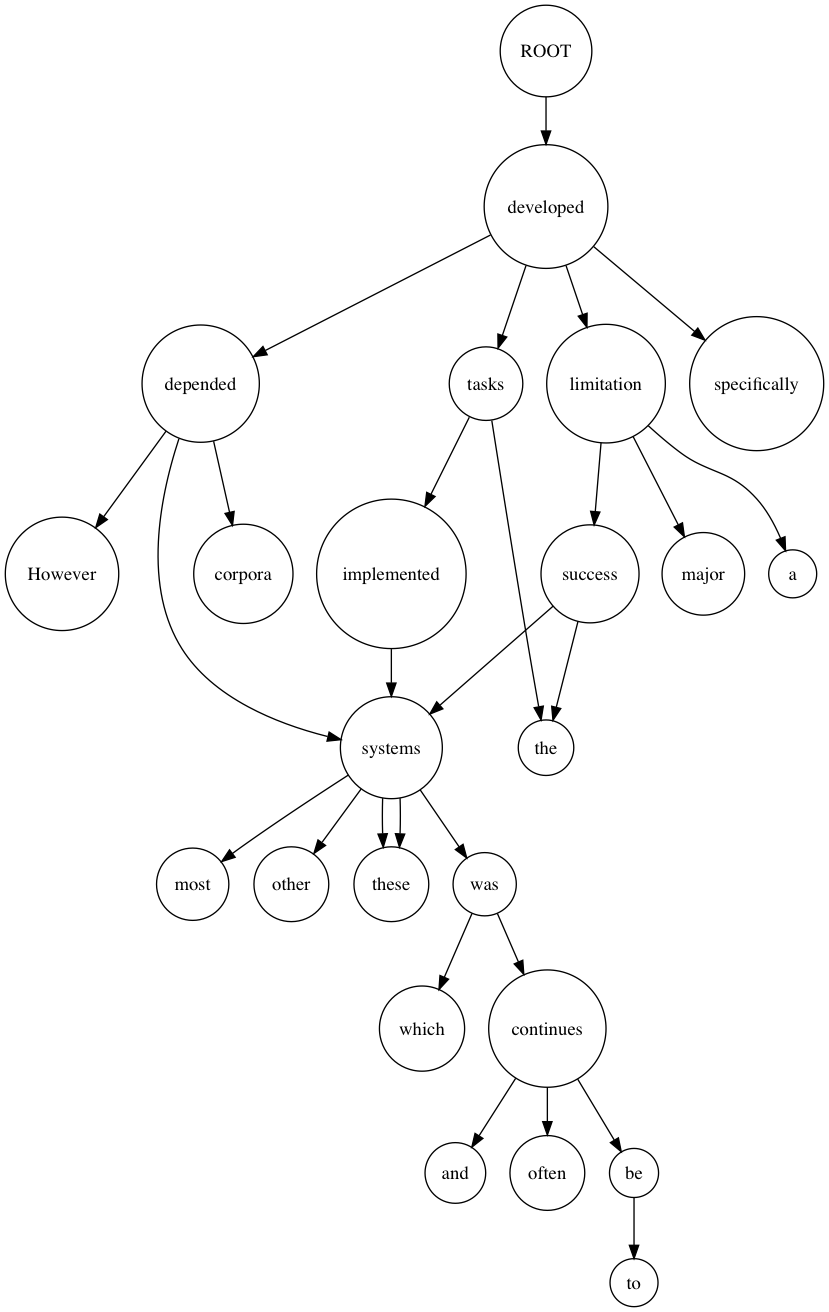 ROOT
developed
depended
tasks
limitation
specifically
However
corpora
implemented
success
major
a
systems
the
most
other
these
was
which
continues
and
often
be
to